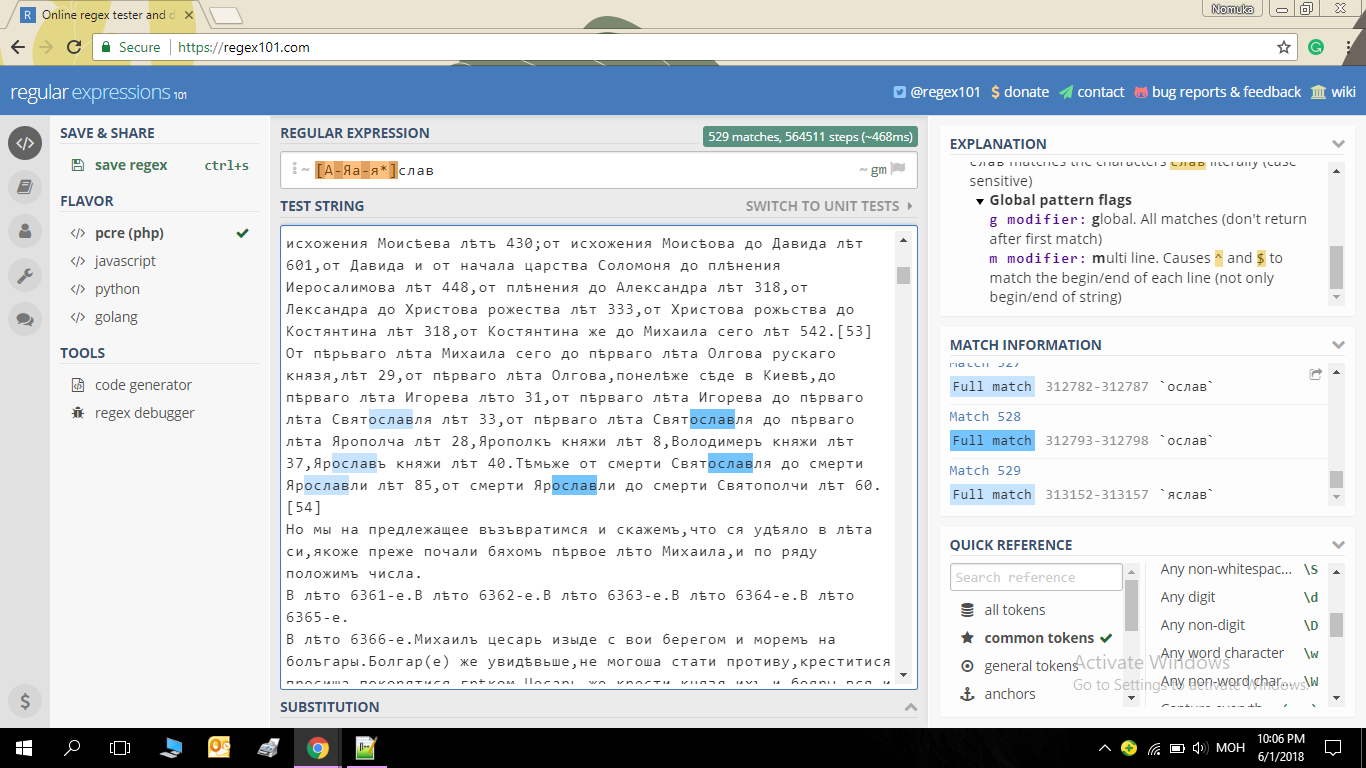 Online regex tester and d
Nomuka
Secure
https://regex101.com
regular expressions 101
@regex101
donate
contact
bug reports & feedback
wiki
SAVE & SHARE
save regex
ctrl+s
FLAVOR
pcre (php)
javascript
python
golang
TOOLS
code generator
regex debugger
REGULAR EXPRESSION
529 matches, 564511 steps (~468ms)
[А-Яа-я*]слав
~ gm
TEST STRING
SWITCH TO UNIT TESTS
исхожения Моисѣева лѣтъ 430;от исхожения Моисѣова до Давида лѣт
601,от Давида и от начала царства Соломоня до плѣнения
Иеросалимова лѣт 448,от плѣнения до Александра лѣт 318,от
Лександра до Христова рожества лѣт 333,от Христова рожьства до
Костянтина лѣт 318,от Костянтина же до Михаила сего лѣт 542.[53]
От пѣрьваго лѣта Михаила сего до пѣрваго лѣта Олгова рускаго
князя,лѣт 29,от пѣрваго лѣта Олгова,понелѣже сѣде в Киевѣ,до
пѣрваго лѣта Игорева лѣто 31,от пѣрваго лѣта Игорева до пѣрваго
лѣта Святославля лѣт 33,от пѣрваго лѣта Святославля до пѣрваго
лѣта Ярополча лѣт 28,Ярополкъ княжи лѣт 8,Володимеръ княжи лѣт
37,Ярославъ княжи лѣт 40.Тѣмьже от смерти Святославля до смерти
Ярославли лѣт 85,от смерти Ярославли до смерти Святополчи лѣт 60.
[54]
Но мы на предлежащее възъвратимся и скажемъ,что ся удѣяло в лѣта
си,якоже преже почали бяхомъ пѣрвое лѣто Михаила,и по ряду
положимъ числа.
В лѣто 6361-е.В лѣто 6362-е.В лѣто 6363-е.В лѣто 6364-е.В лѣто
6365-е.
В лѣто 6366-е.Михаилъ цесарь изыде с вои берегом и моремъ на
болъгары.Болгар(е) же увидѣвьше,не могоша стати противу,креститися
SUBSTITUTION
EXPLANATION
слав matches the characters слав literally (case
sensitive)
Global pattern flags
g modifier: global. All matches (don't return
after first match)
m modifier: multi line. Causes ^ and $ to
match the begin/end of each line (not only
begin/end of string)
MATCH INFORMATION
Match 527
Full match 312782-312787 `ослав`
Match 528
Full match 312793-312798 `ослав`
Match 529
Full match 313152-313157 `яслав`
QUICK REFERENCE
Search reference
all tokens
common tokens
general tokens
anchors
Any non-whitespac... \S
Any digit \d
Any non-digit \D
Any word character \w
Any non-word char... \W
Activate Windows
Go to Settings to activate Windows.
МОН
10:06 PM
6/1/2018